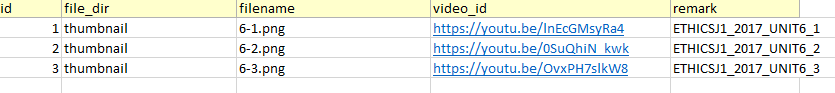 id file_dir filename video_id remark
1 thumbnail 6-1.png https://youtu.be/lnEcGMsyRa4 ETHICSJ1_2017_UNIT6_1
2 thumbnail 6-2.png https://youtu.be/0SuQhiN_kwk ETHICSJ1_2017_UNIT6_2
3 thumbnail 6-3.png https://youtu.be/OvxPH7slkW8 ETHICSJ1_2017_UNIT6_3